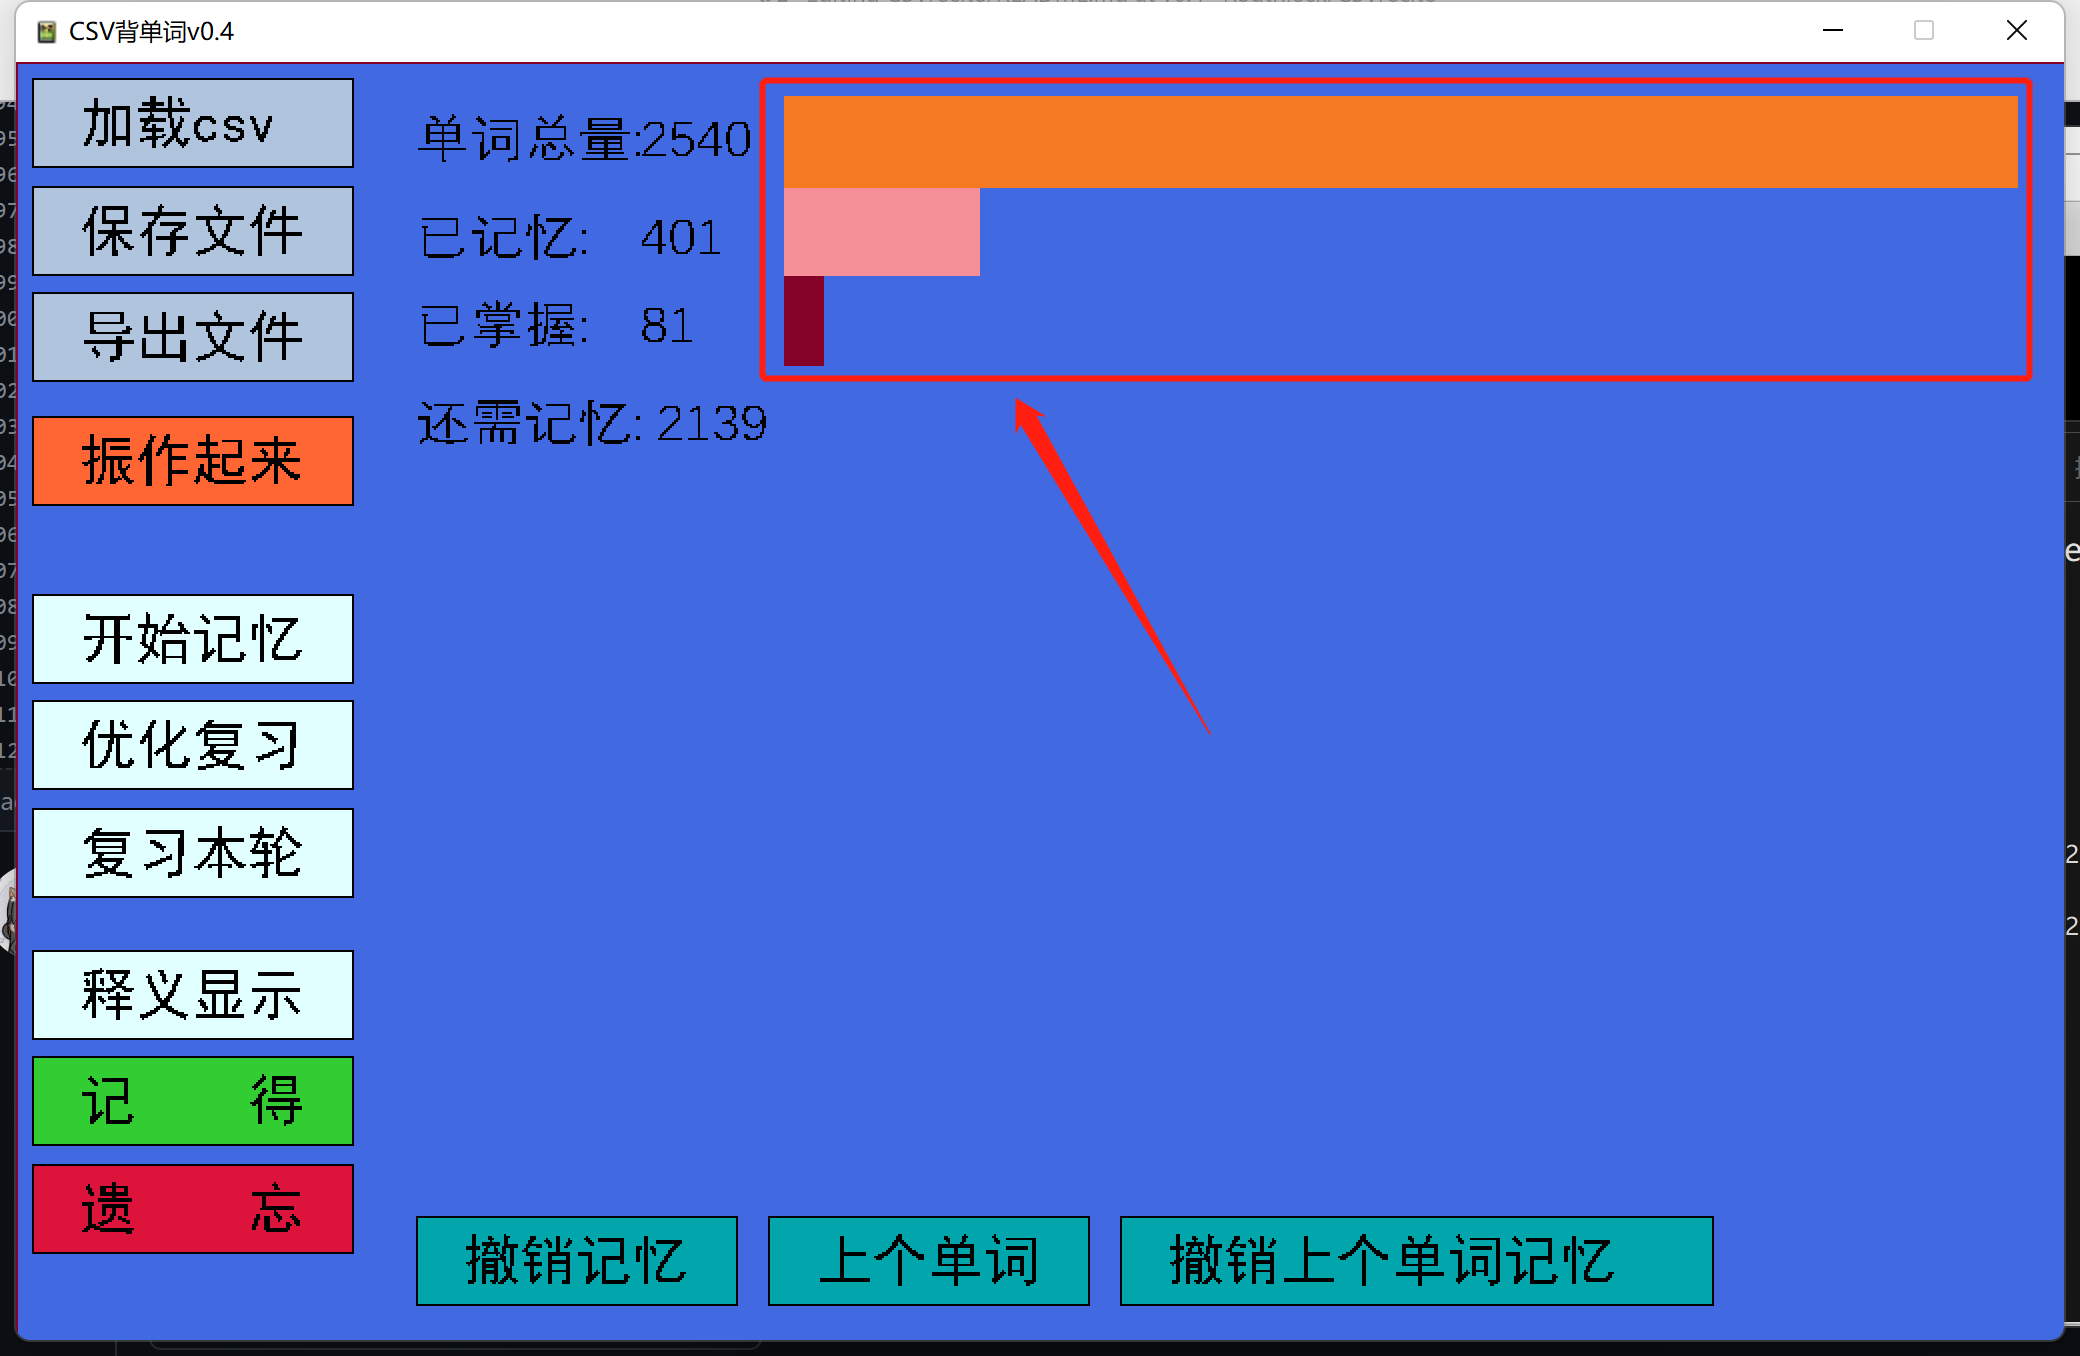 CSV背单词v0.4
加载csv
保存文件
导出文件
振作起来
开始记忆
优化复习
复习本轮
释义显示
记 得
遗 忘
单词总量:2540
已记忆: 401
已掌握: 81
还需记忆: 2139
撤销记忆
上个单词
撤销上个单词记忆